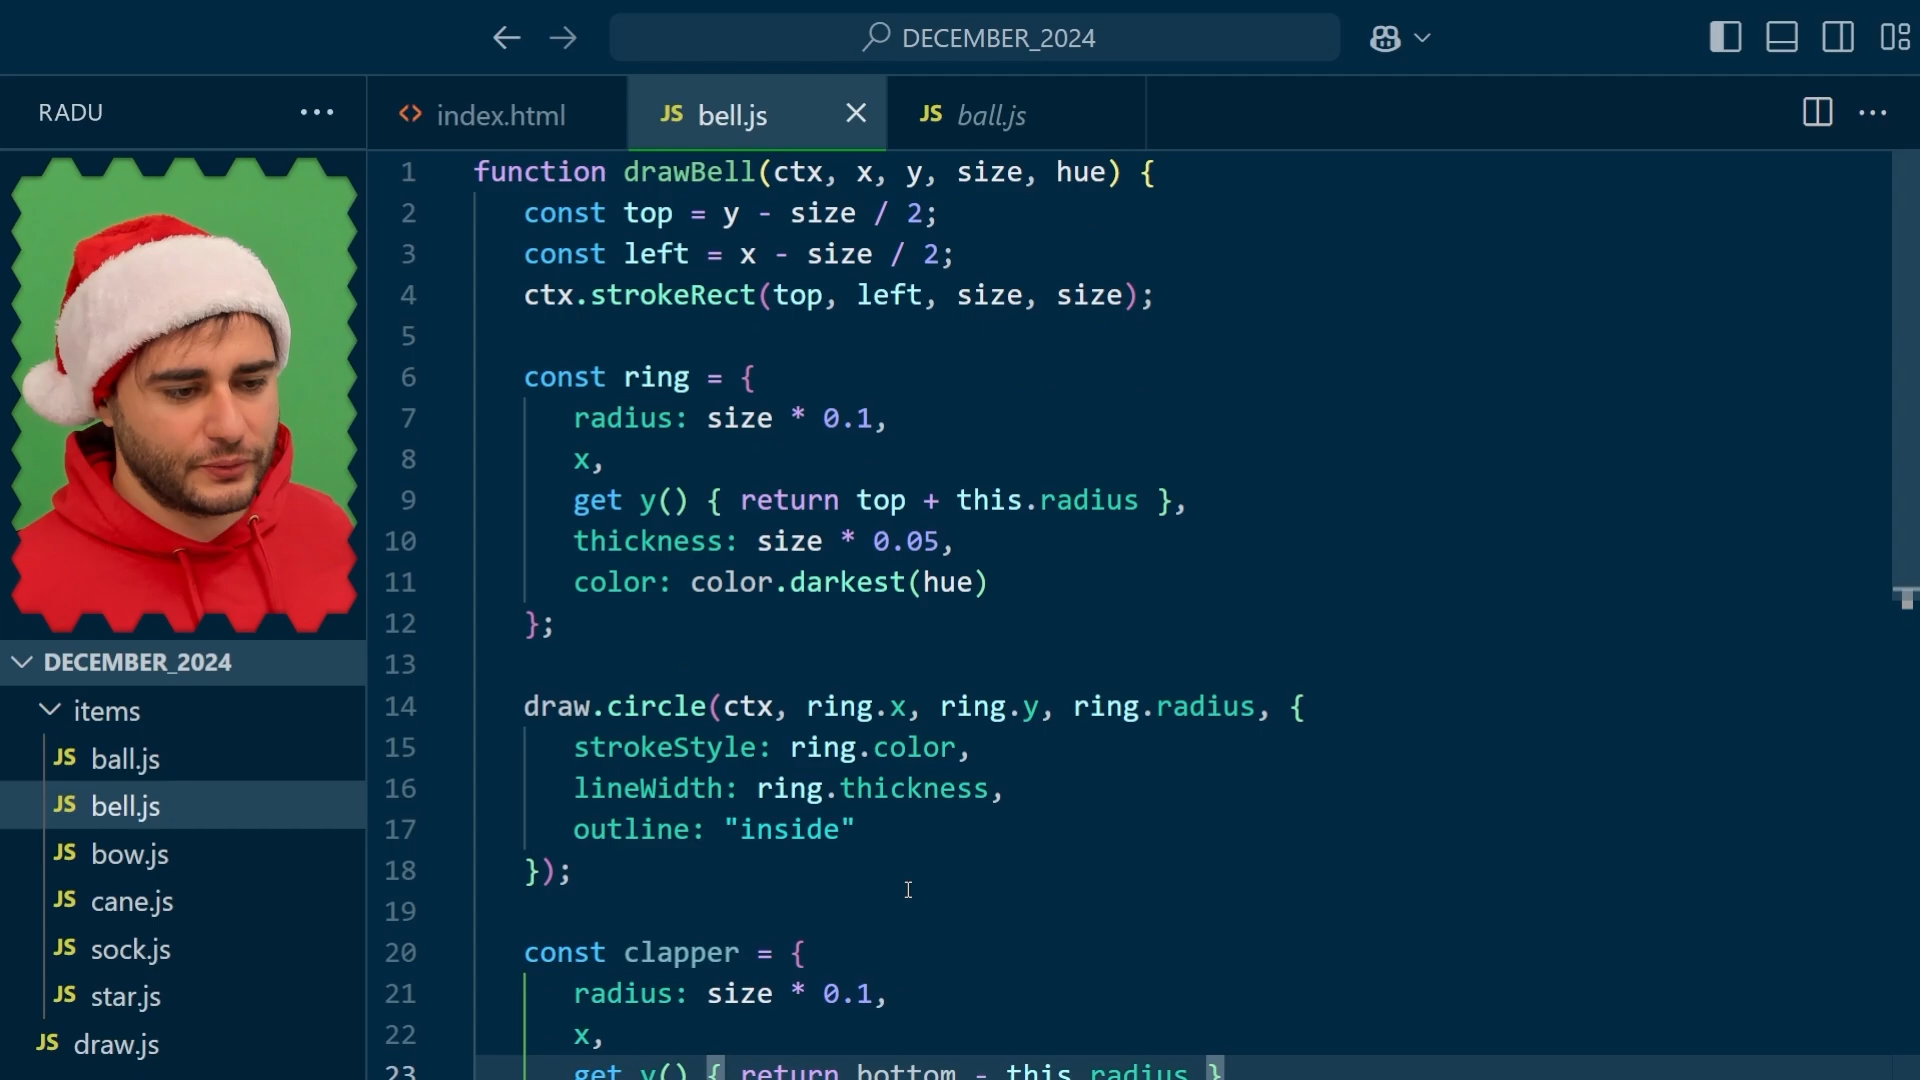 DECEMBER_2024
RADU
index.html
JS bell.js
JS ball.js
1 function drawBell(ctx, x, y, size, hue) {
2 const top = y - size / 2;
3 const left = x - size / 2;
4 ctx.strokeRect(top, left, size, size);
5
6 const ring = {
7 radius: size * 0.1,
8 x,
9 get y() { return top + this.radius },
10 thickness: size * 0.05,
11 color: color.darkest(hue)
12 };
13
14 draw.circle(ctx, ring.x, ring.y, ring.radius, {
15 strokeStyle: ring.color,
16 lineWidth: ring.thickness,
17 outline: "inside"
18 });
19
20 const clapper = {
21 radius: size * 0.1,
22 x,
23 get y() { return bottom - this.radius }
DECEMBER_2024
items
JS ball.js
JS bell.js
JS bow.js
JS cane.js
JS sock.js
JS star.js
JS draw.js